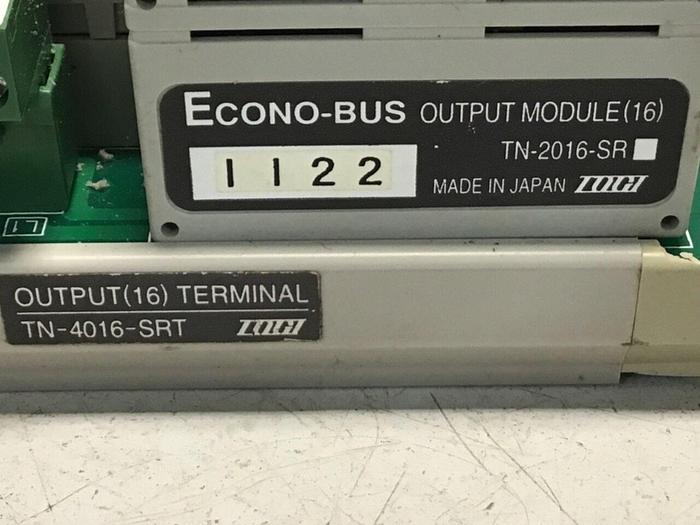 ECONO-BUS OUTPUT MODULE(16)
TN-2016-SR
1122
MADE IN JAPAN TOGI
L1
OUTPUT(16) TERMINAL
TN-4016-SRT TOGI